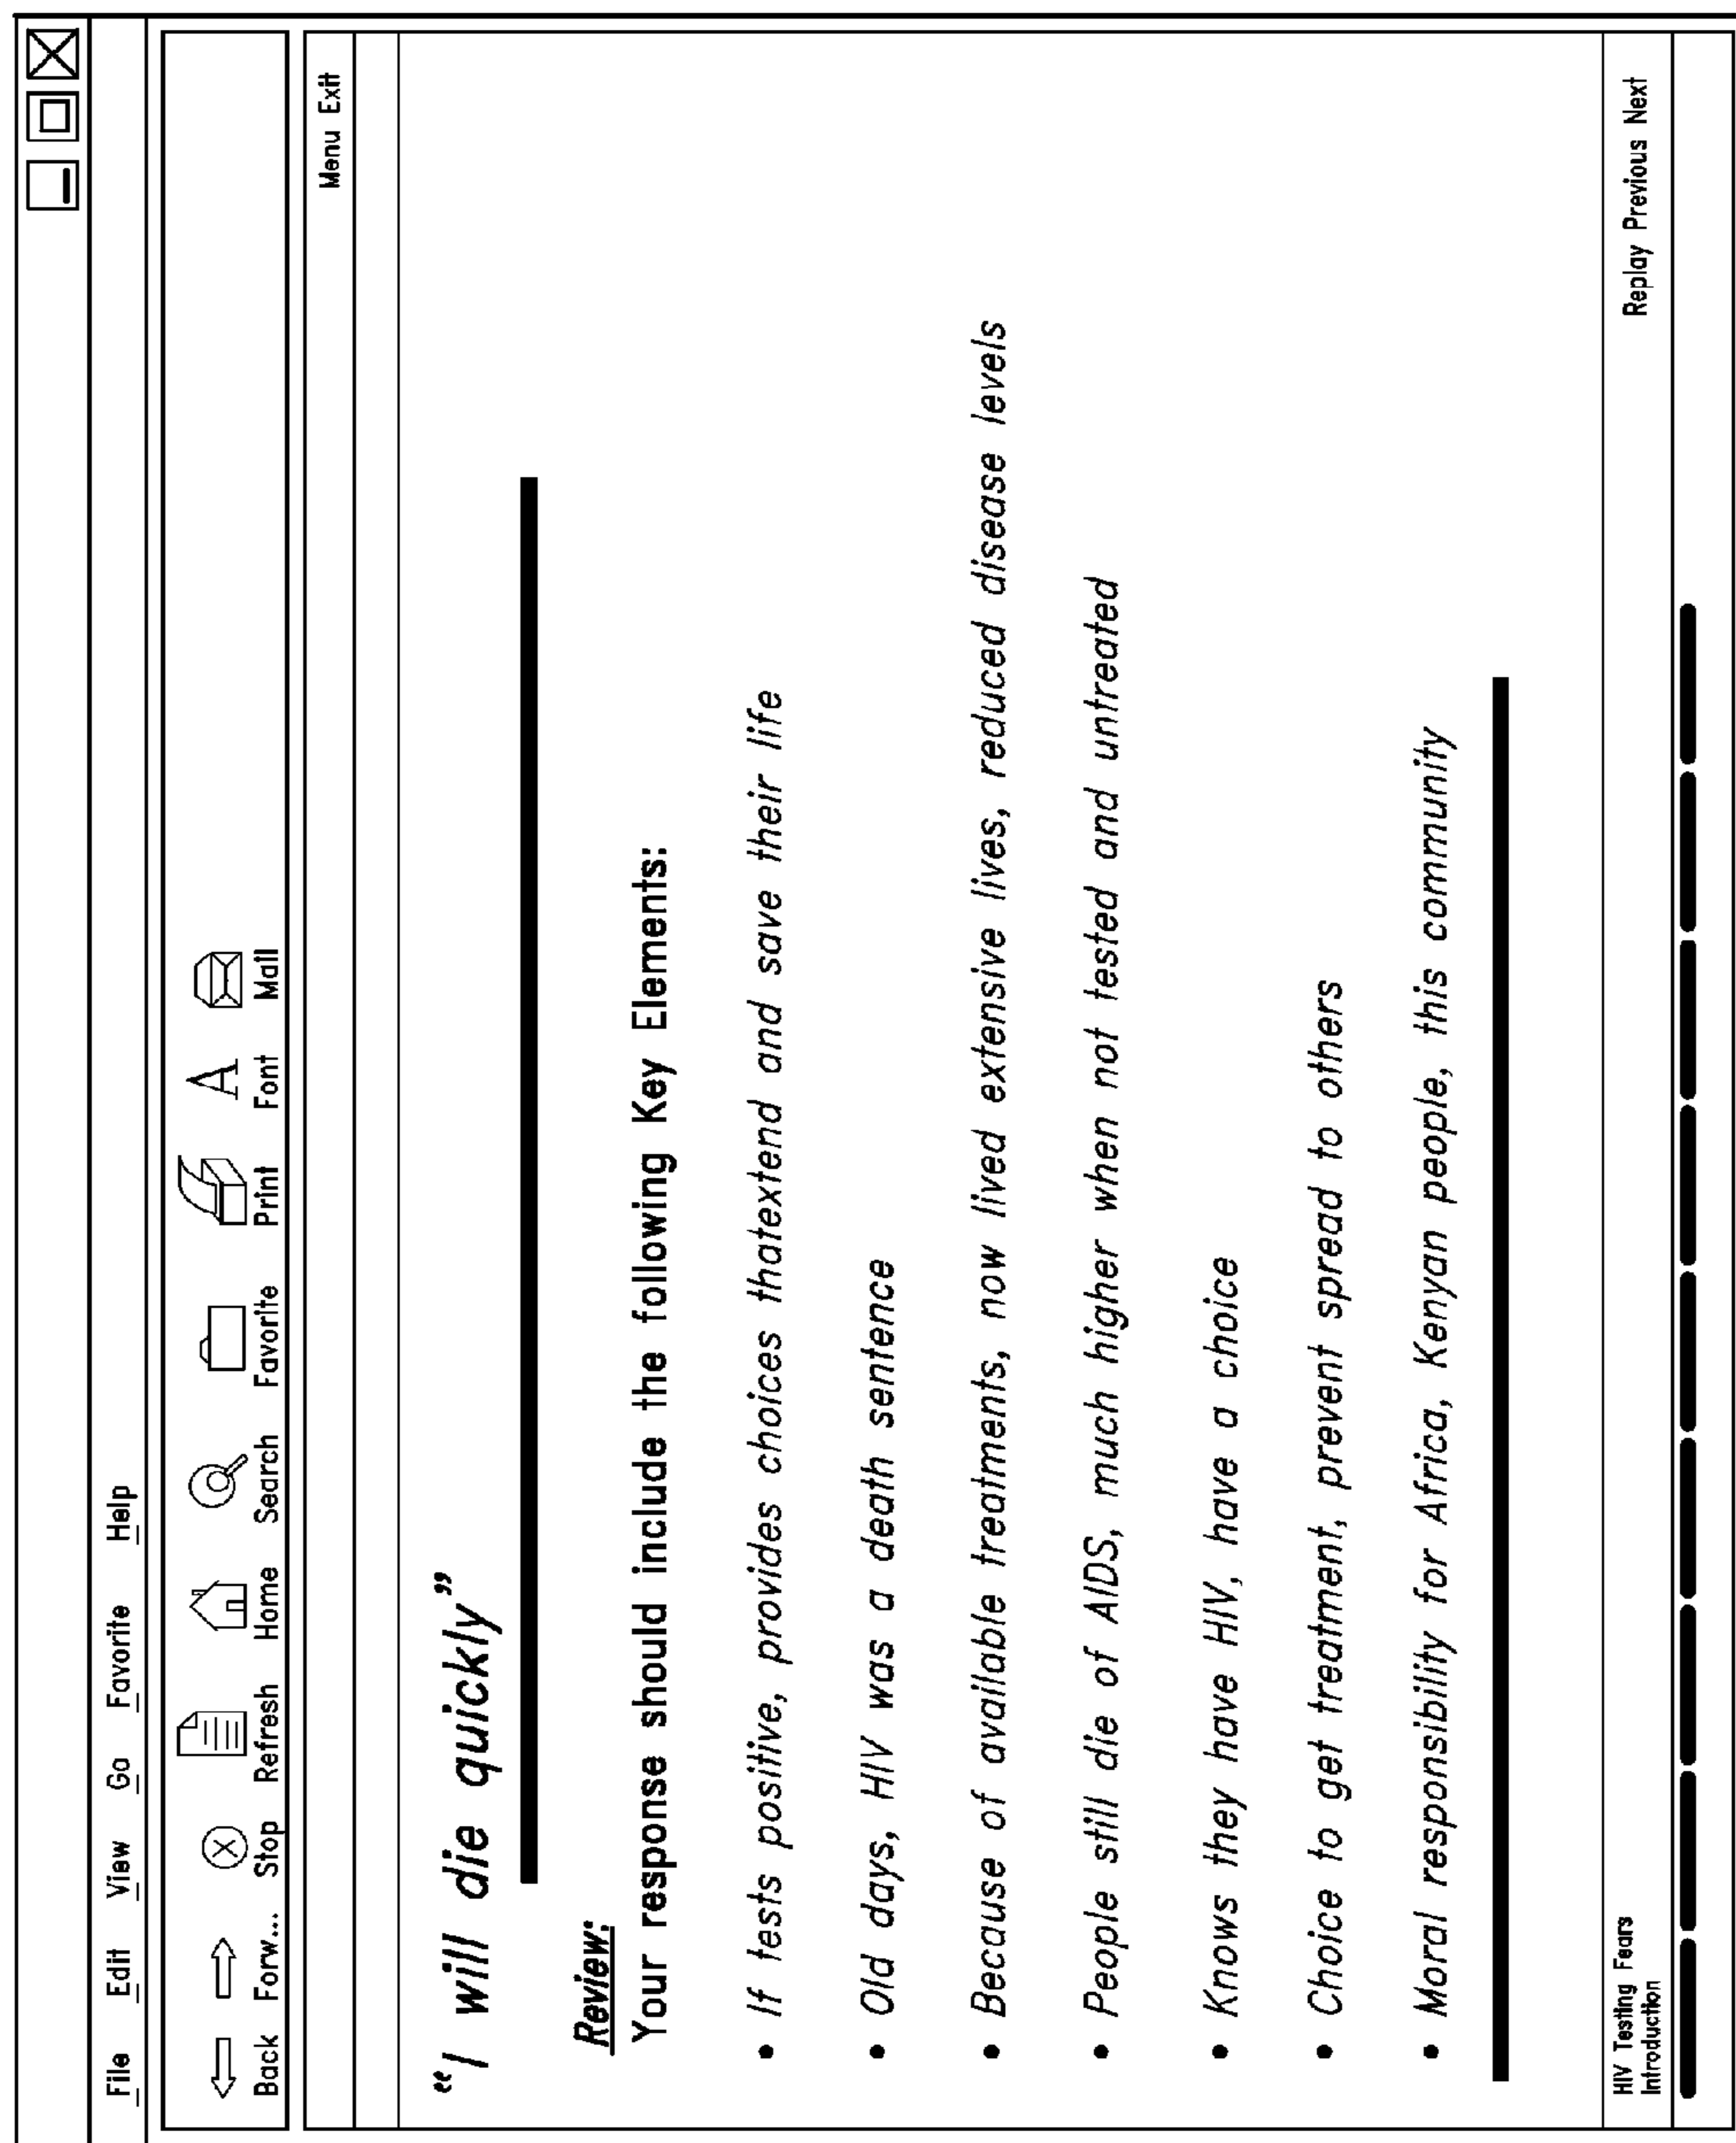 File Edit View Go Favorite Help
Back Forw... Stop Refresh Home Search Favorite Print Font Mail
Menu Exit
“I will die quickly”
Review:
Your response should include the following Key Elements:
• If tests positive, provides choices thatextend and save their life
• Old days, HIV was a death sentence
• Because of available treatments, now lived extensive lives, reduced disease levels
• People still die of AIDS, much higher when not tested and untreated
• Knows they have HIV, have a choice
• Choice to get treatment, prevent spread to others
• Moral responsibility for Africa, Kenyan people, this community
HIV Testing Fears
Introduction
Replay Previous Next